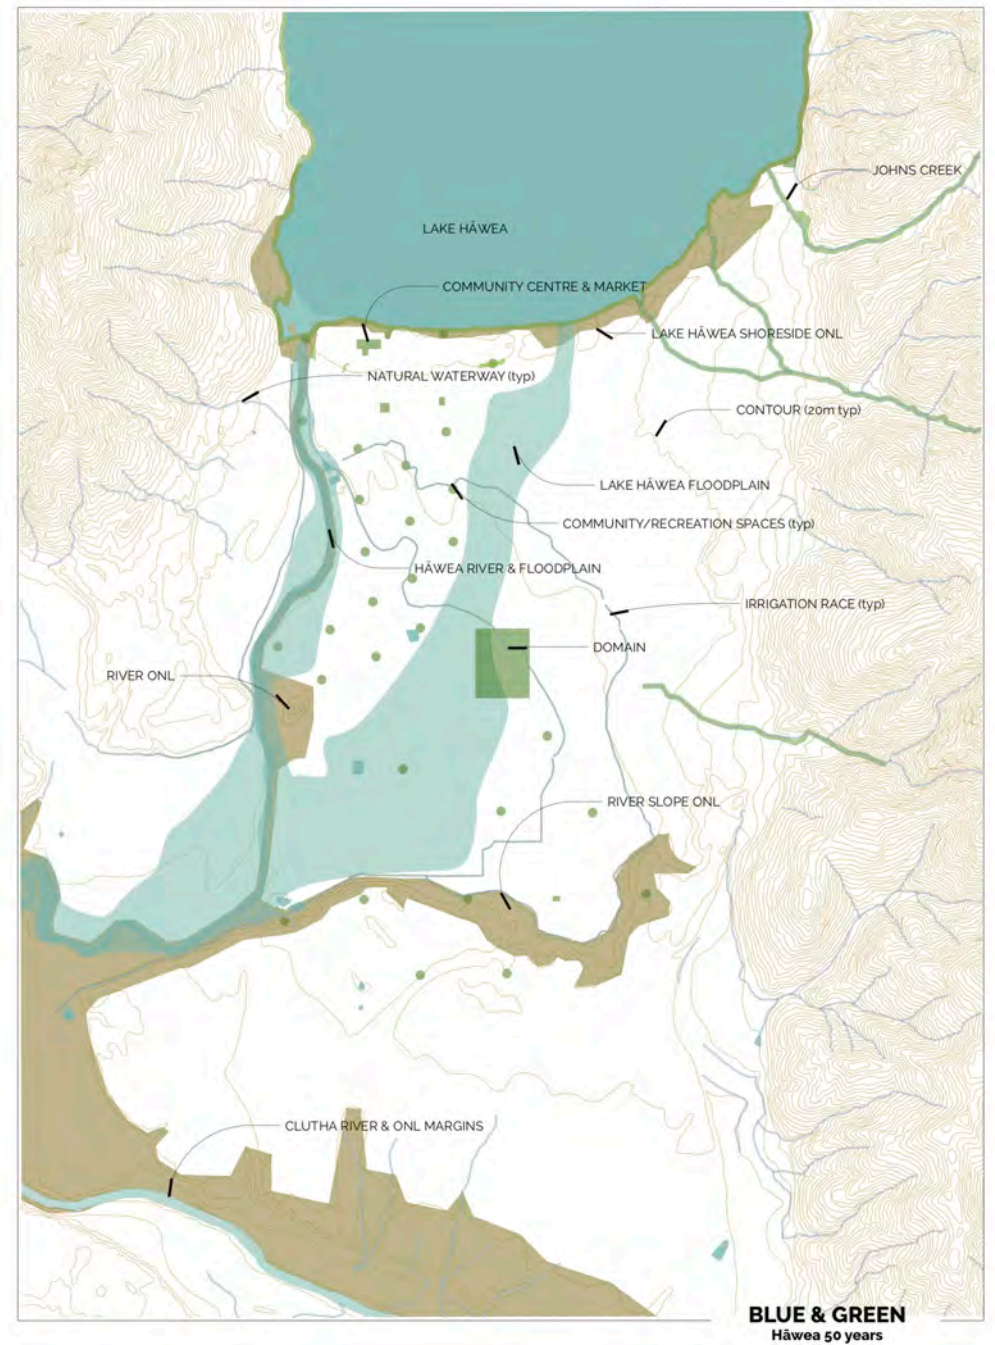 JOHNS CREEK
LAKE HĀWEA
COMMUNITY CENTRE & MARKET
LAKE HĀWEA SHORESIDE ONL
NATURAL WATERWAY (typ)
CONTOUR (20m typ)
LAKE HĀWEA FLOODPLAIN
COMMUNITY/RECREATION SPACES (typ)
HĀWEA RIVER & FLOODPLAIN
IRRIGATION RACE (typ)
DOMAIN
RIVER ONL
RIVER SLOPE ONL
CLUTHA RIVER & ONL MARGINS
BLUE & GREEN
Hāwea 50 years